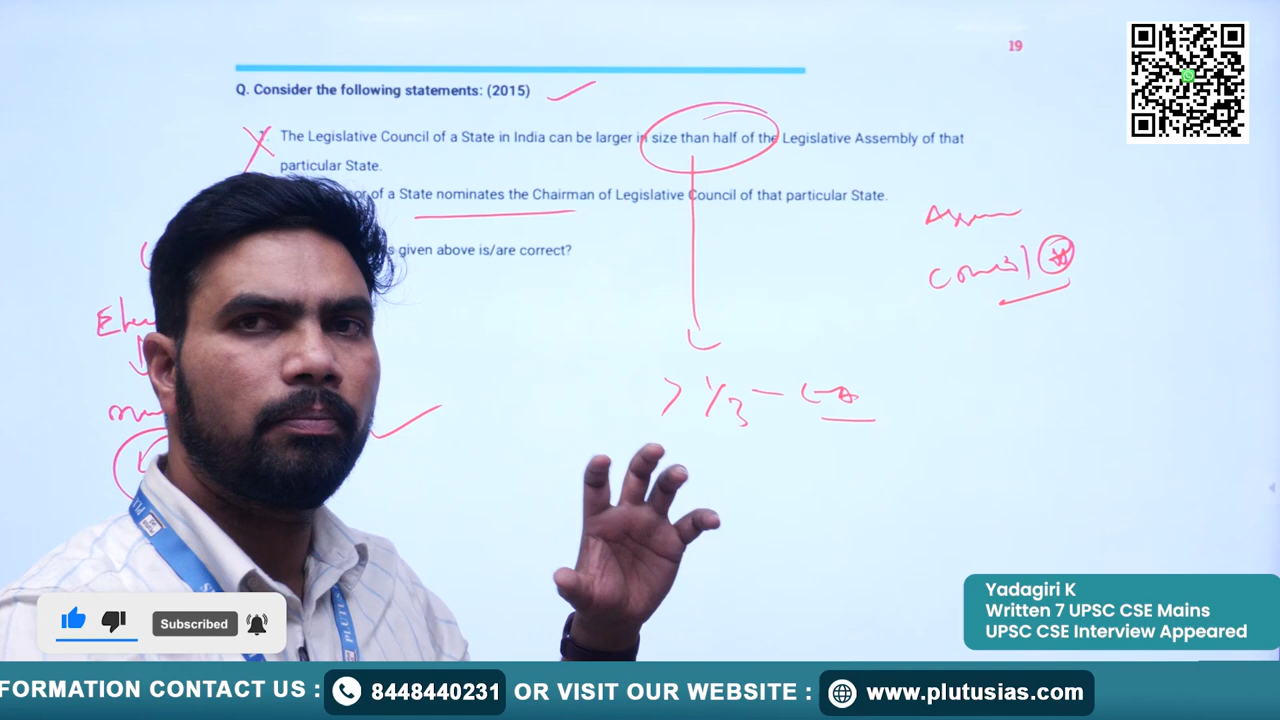 19
Q. Consider the following statements: (2015)
The Legislative Council of a State in India can be larger in size than half of the Legislative Assembly of that
particular State.
or of a State nominates the Chairman of Legislative Council of that particular State.
s given above is/are correct?
> 1/3 -
PLUTUS
Subscribed
Yadagiri K
Written 7 UPSC CSE Mains
UPSC CSE Interview Appeared
FORMATION CONTACT US : 8448440231 OR VISIT OUR WEBSITE : www.plutusias.com